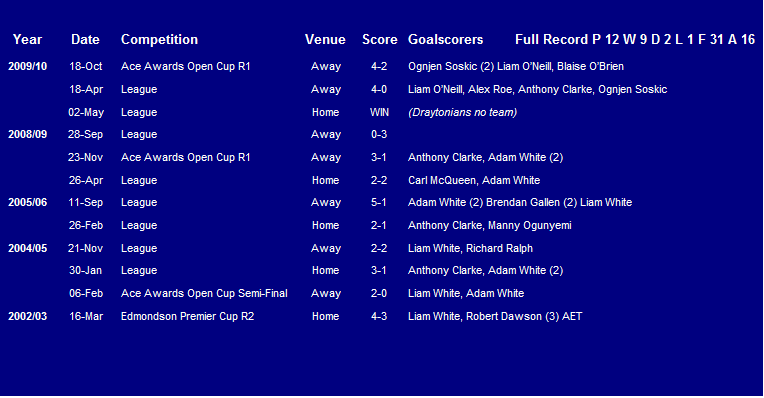 Year Date Competition Venue Score Goalscorers Full Record P 12 W 9 D 2 L 1 F 31 A 16
2009/10 18-Oct Ace Awards Open Cup R1 Away 4-2 Ognjen Soskic (2) Liam O'Neill, Blaise O'Brien
18-Apr League Away 4-0 Liam O'Neill, Alex Roe, Anthony Clarke, Ognjen Soskic
02-May League Home WIN (Draytonians no team)
2008/09 28-Sep League Away 0-3
23-Nov Ace Awards Open Cup R1 Away 3-1 Anthony Clarke, Adam White (2)
26-Apr League Home 2-2 Carl McQueen, Adam White
2005/06 11-Sep League Away 5-1 Adam White (2) Brendan Gallen (2) Liam White
26-Feb League Home 2-1 Anthony Clarke, Manny Ogunyemi
2004/05 21-Nov League Away 2-2 Liam White, Richard Ralph
30-Jan League Home 3-1 Anthony Clarke, Adam White (2)
06-Feb Ace Awards Open Cup Semi-Final Away 2-0 Liam White, Adam White
2002/03 16-Mar Edmondson Premier Cup R2 Home 4-3 Liam White, Robert Dawson (3) AET